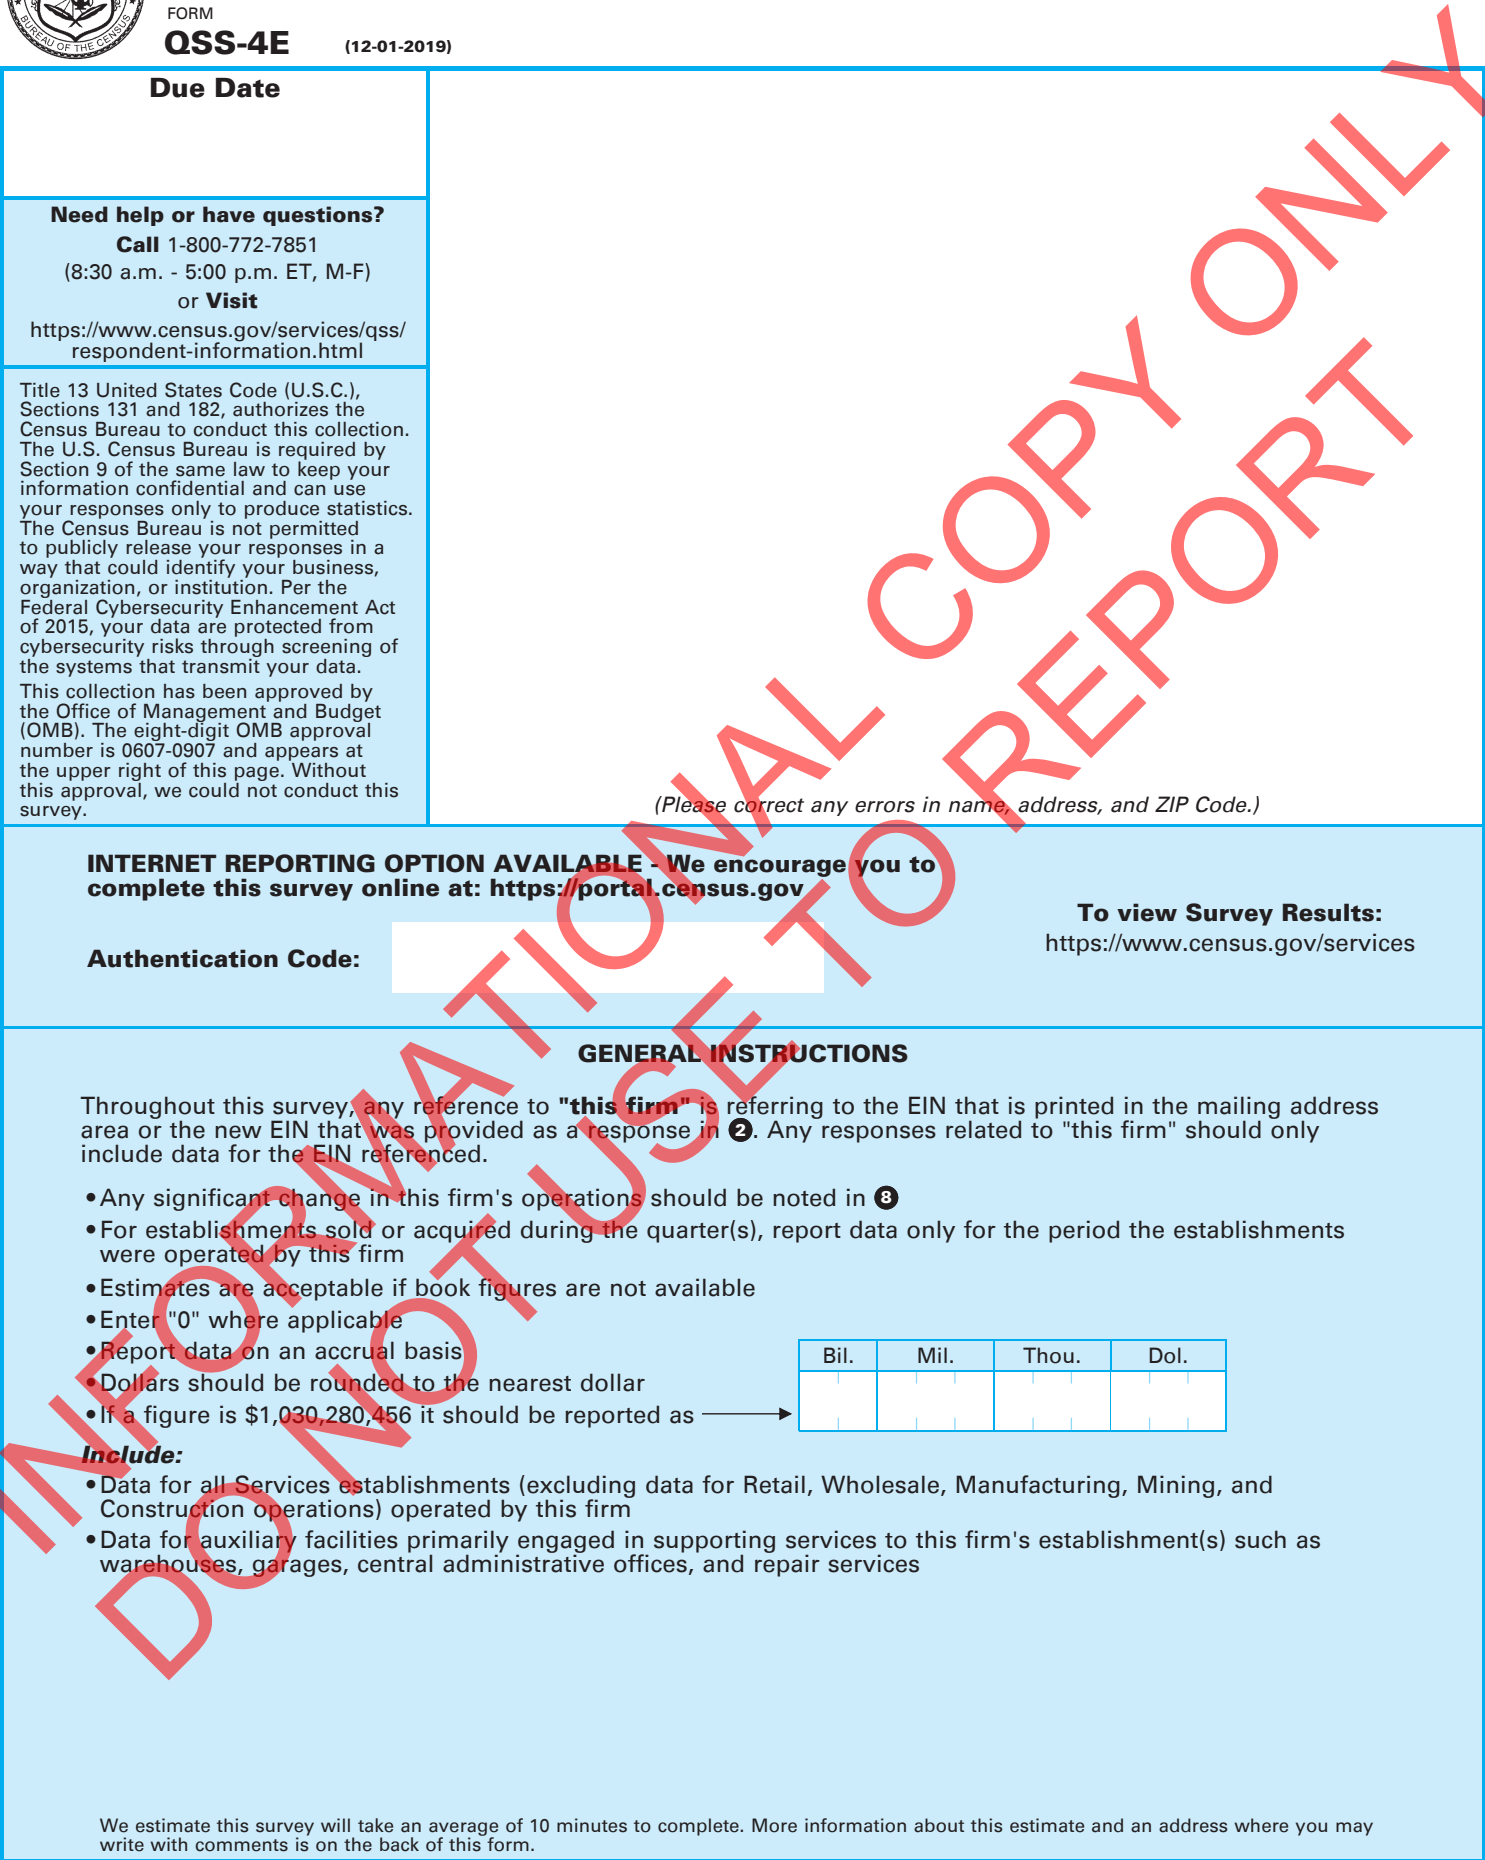 BUREAU OF THE CENSUS
FORM
QSS-4E (12-01-2019)
Due Date
Need help or have questions?
Call 1-800-772-7851
(8:30 a.m. - 5:00 p.m. ET, M-F)
or Visit
https://www.census.gov/services/qss/
respondent-information.html
Title 13 United States Code (U.S.C.),
Sections 131 and 182, authorizes the
Census Bureau to conduct this collection.
The U.S. Census Bureau is required by
Section 9 of the same law to keep your
information confidential and can use
your responses only to produce statistics.
The Census Bureau is not permitted
to publicly release your responses in a
way that could identify your business,
organization, or institution. Per the
Federal Cybersecurity Enhancement Act
of 2015, your data are protected from
cybersecurity risks through screening of
the systems that transmit your data.
This collection has been approved by
the Office of Management and Budget
(OMB). The eight-digit OMB approval
number is 0607-0907 and appears at
the upper right of this page. Without
this approval, we could not conduct this
survey.
(Please correct any errors in name, address, and ZIP Code.)
INTERNET REPORTING OPTION AVAILABLE - We encourage you to
complete this survey online at: https://portal.census.gov
Authentication Code:
To view Survey Results:
https://www.census.gov/services
GENERAL INSTRUCTIONS
Throughout this survey, any reference to "this firm" is referring to the EIN that is printed in the mailing address
area or the new EIN that was provided as a response in 2. Any responses related to "this firm" should only
include data for the EIN referenced.
• Any significant change in this firm's operations should be noted in 8
• For establishments sold or acquired during the quarter(s), report data only for the period the establishments
were operated by this firm
• Estimates are acceptable if book figures are not available
• Enter "0" where applicable
• Report data on an accrual basis
• Dollars should be rounded to the nearest dollar
• If a figure is $1,030,280,456 it should be reported as
Bil. Mil. Thou. Dol.
Include:
• Data for all Services establishments (excluding data for Retail, Wholesale, Manufacturing, Mining, and
Construction operations) operated by this firm
• Data for auxiliary facilities primarily engaged in supporting services to this firm's establishment(s) such as
warehouses, garages, central administrative offices, and repair services
We estimate this survey will take an average of 10 minutes to complete. More information about this estimate and an address where you may
write with comments is on the back of this form.
INFORMATIONAL COPY ONLY
DO NOT USE TO REPORT